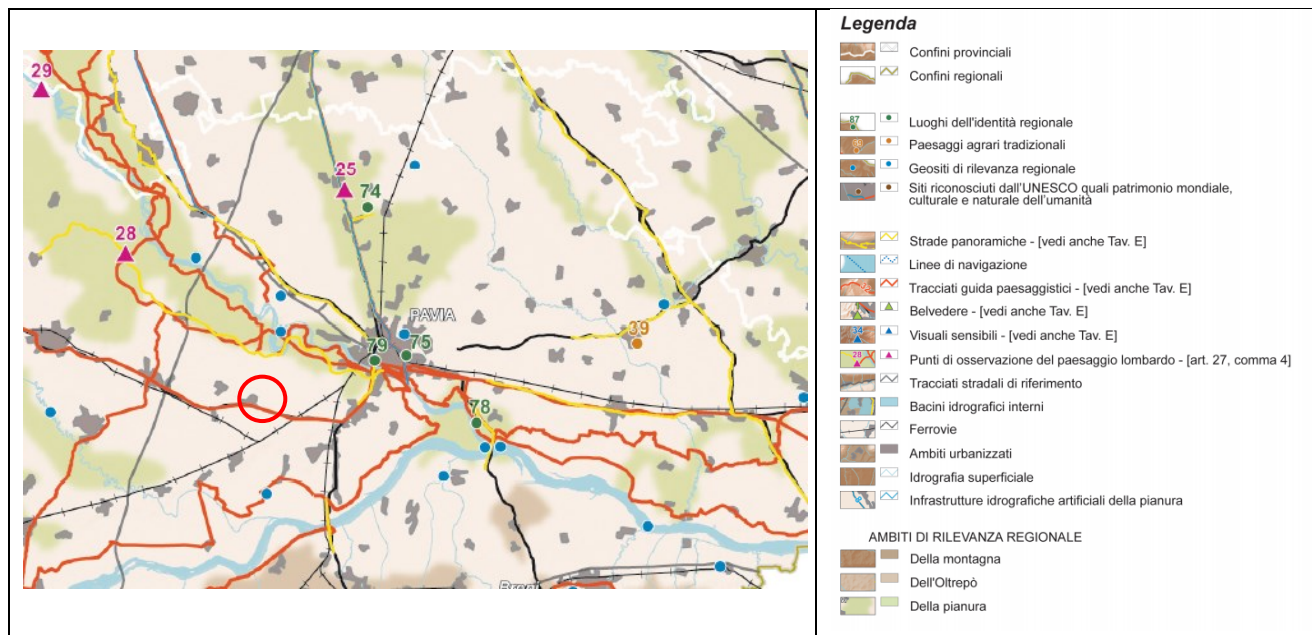 29
25
74
28
PAVIA
39
79
75
78
Broni
Legenda
Confini provinciali
Confini regionali
87
Luoghi dell'identità regionale
Paesaggi agrari tradizionali
Geositi di rilevanza regionale
Siti riconosciuti dall'UNESCO quali patrimonio mondiale,
culturale e naturale dell'umanità
Strade panoramiche - [vedi anche Tav. E]
Linee di navigazione
Tracciati guida paesaggistici - [vedi anche Tav. E]
Belvedere - [vedi anche Tav. E]
34
Visuali sensibili - [vedi anche Tav. E]
28
Punti di osservazione del paesaggio lombardo - [art. 27, comma 4]
Tracciati stradali di riferimento
Bacini idrografici interni
Ferrovie
Ambiti urbanizzati
Idrografia superficiale
Infrastrutture idrografiche artificiali della pianura
AMBITI DI RILEVANZA REGIONALE
Della montagna
Dell'Oltrepò
Della pianura